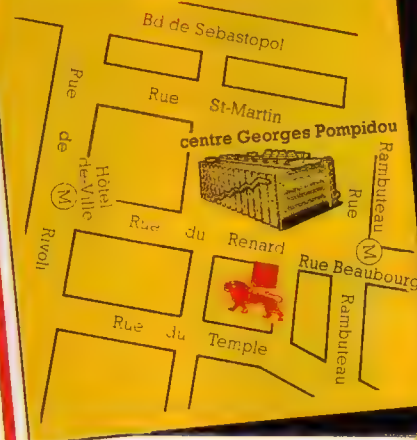 Bd de Sebastopol
Rue de Rivoli
Rue St-Martin
centre Georges Pompidou
Hôtel
de-Ville
M
Rue Rambuteau
M
Rue du Renard
Rue Beaubourg
Rambuteau
Rue du Temple